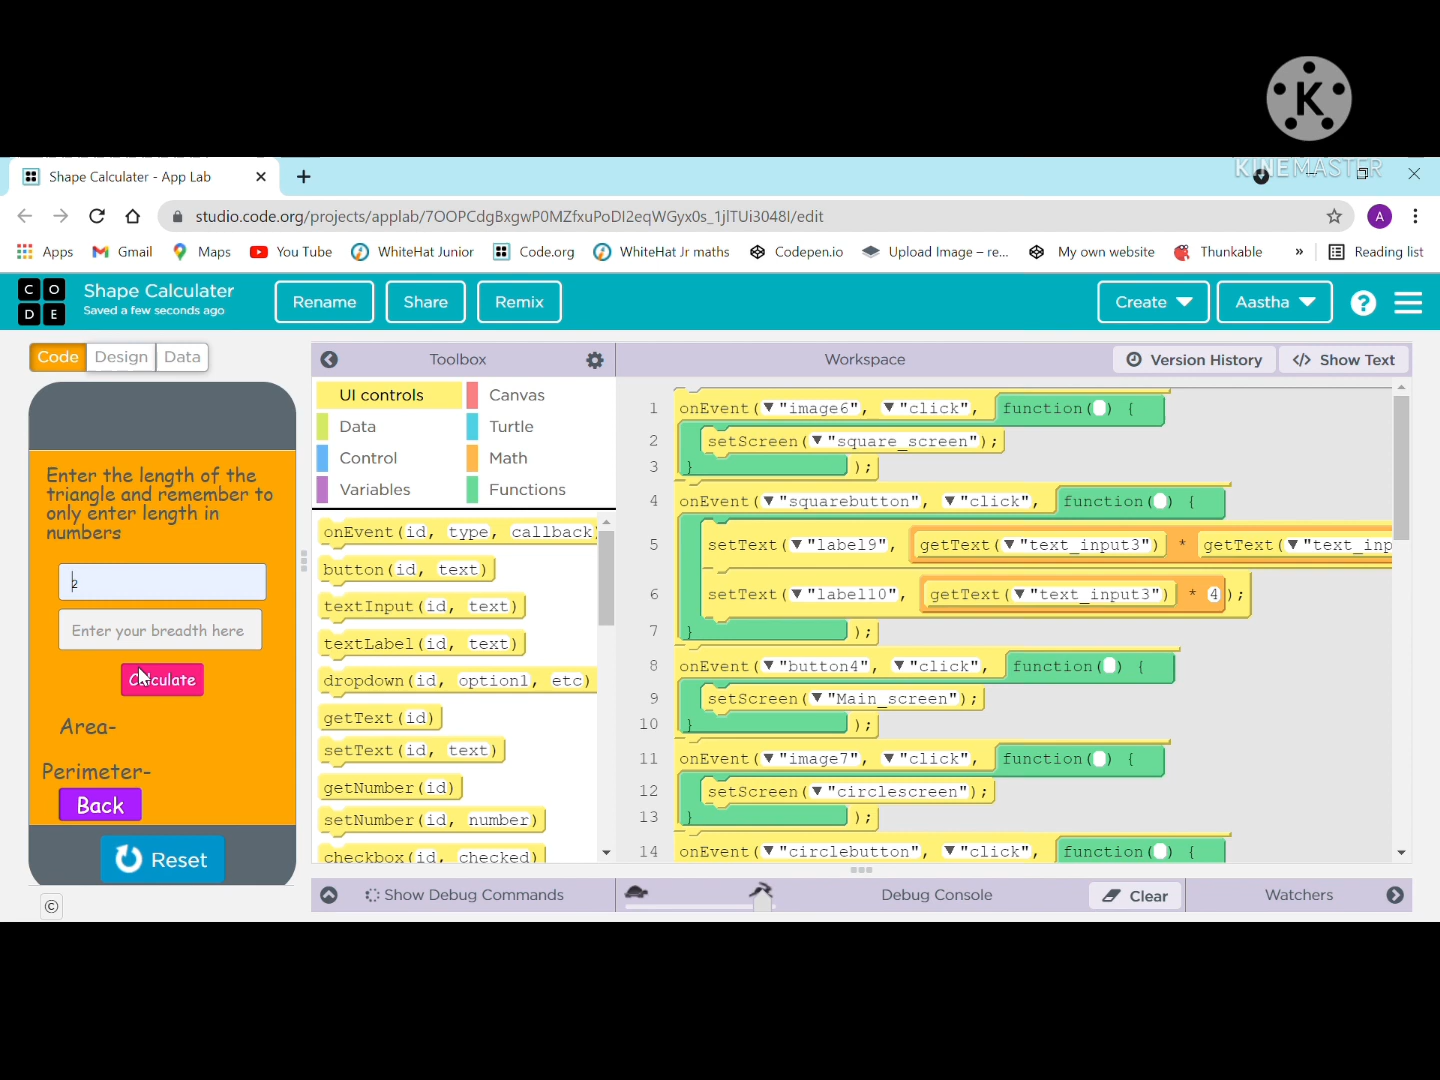 K
KINEMASTER
Shape Calculater - App Lab
studio.code.org/projects/applab/7OOPCdgBxgwP0MZfxuPoDI2eqWGyx0s_1jITUi3048I/edit
A
Apps Gmail Maps You Tube WhiteHat Junior Code.org WhiteHat Jr maths Codepen.io Upload Image – re... My own website Thunkable » Reading list
C O D E
Shape Calculater
Saved a few seconds ago
Rename Share Remix Create Aastha ?
Code Design Data
Toolbox Workspace Version History </> Show Text
UI controls Canvas
Data Turtle
Control Math
Variables Functions
Enter the length of the
triangle and remember to
only enter length in
numbers
2
Enter your breadth here
Calculate
Area-
Perimeter-
Back
Reset
©
onEvent(id, type, callback
button(id, text)
textInput(id, text)
textLabel(id, text)
dropdown(id, option1, etc)
getText(id)
setText(id, text)
getNumber(id)
setNumber(id, number)
checkbox(id, checked)
1 onEvent(▼"image6", ▼"click", function() {
2 setScreen(▼"square_screen");
3 } );
4 onEvent(▼"squarebutton", ▼"click", function() {
5 setText(▼"label9", getText(▼"text_input3") * getText(▼"text_inp
6 setText(▼"label10", getText(▼"text_input3") * 4);
7 } );
8 onEvent(▼"button4", ▼"click", function() {
9 setScreen(▼"Main_screen");
10 } );
11 onEvent(▼"image7", ▼"click", function() {
12 setScreen(▼"circlescreen");
13 } );
14 onEvent(▼"circlebutton", ▼"click", function() {
Show Debug Commands Debug Console Clear Watchers